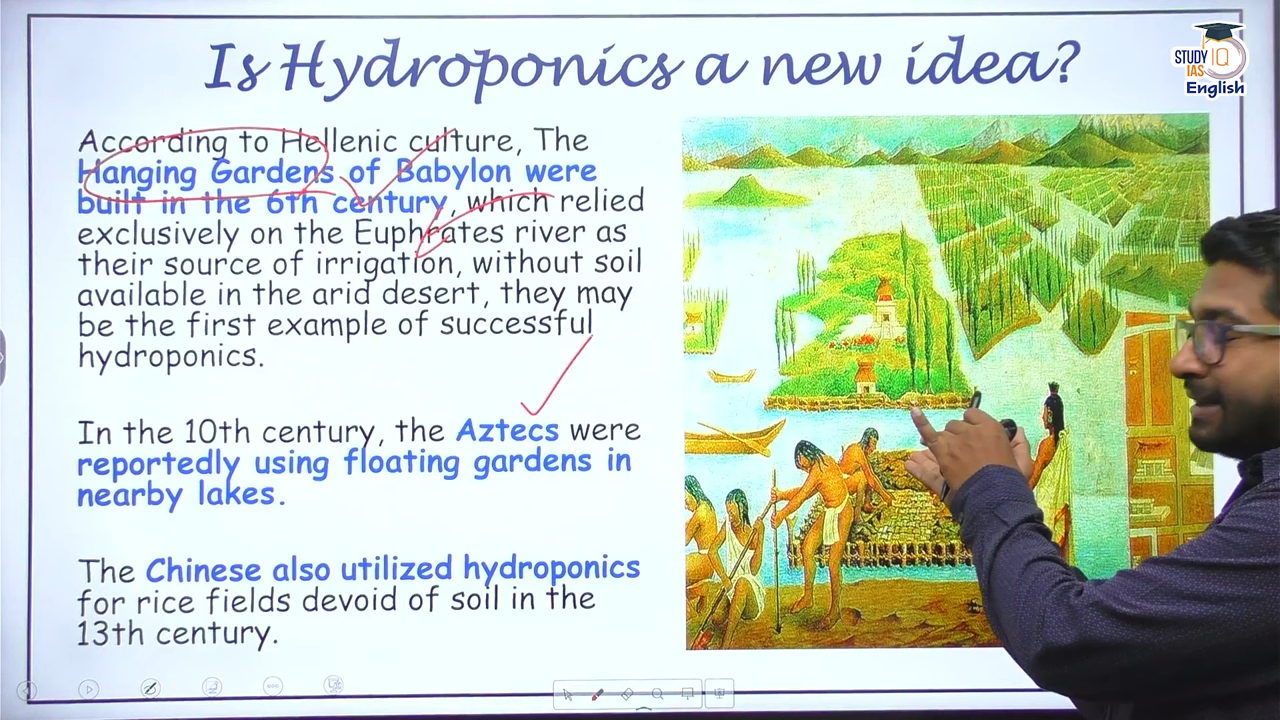 Is Hydroponics a new idea?
STUDY IQ
IAS
English
According to Hellenic culture, The
Hanging Gardens of Babylon were
built in the 6th century, which relied
exclusively on the Euphrates river as
their source of irrigation, without soil
available in the arid desert, they may
be the first example of successful
hydroponics.
In the 10th century, the Aztecs were
reportedly using floating gardens in
nearby lakes.
The Chinese also utilized hydroponics
for rice fields devoid of soil in the
13th century.